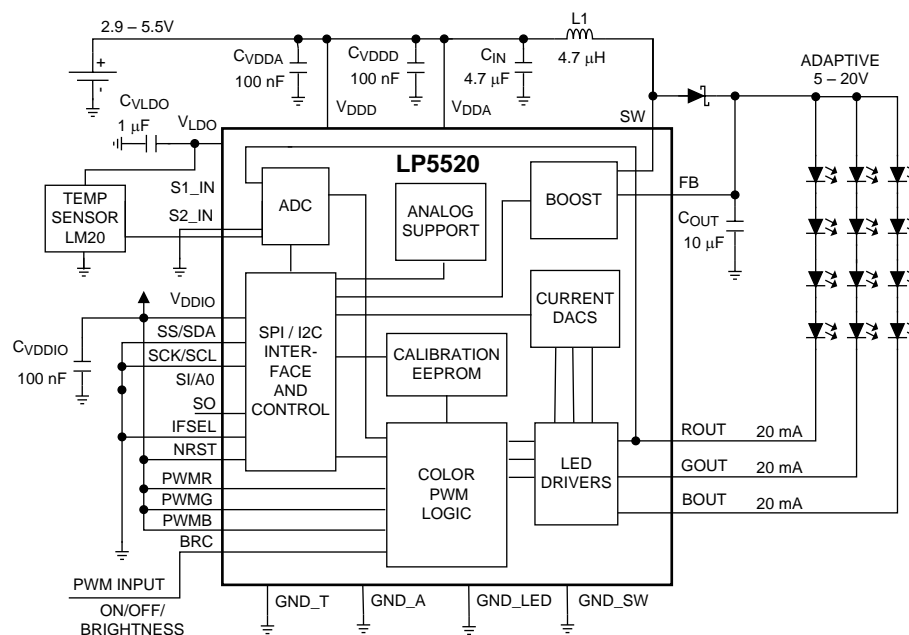 2.9 – 5.5V
L1
4.7 μH
CVDDA
100 nF
CVDDD
100 nF
CIN
4.7 μF
ADAPTIVE
5 – 20V
+
-
CVLDO
1 μF
VLDO
VDDD
VDDA
SW
LP5520
FB
S1_IN
S2_IN
TEMP
SENSOR
LM20
ADC
ANALOG
SUPPORT
BOOST
COUT
10 μF
VDDIO
CVDDIO
100 nF
SS/SDA
SCK/SCL
SI/A0
SO
IFSEL
NRST
PWMR
PWMG
PWMB
BRC
SPI / I2C
INTER-
FACE
AND
CONTROL
CURRENT
DACS
CALIBRATION
EEPROM
COLOR
PWM
LOGIC
LED
DRIVERS
ROUT 20 mA
GOUT 20 mA
BOUT 20 mA
PWM INPUT
ON/OFF/
BRIGHTNESS
GND_T
GND_A
GND_LED
GND_SW